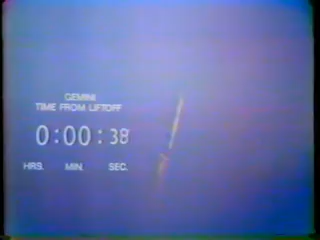 GEMINI
TIME FROM LIFTOFF
0:00:38
HRS. MIN. SEC.